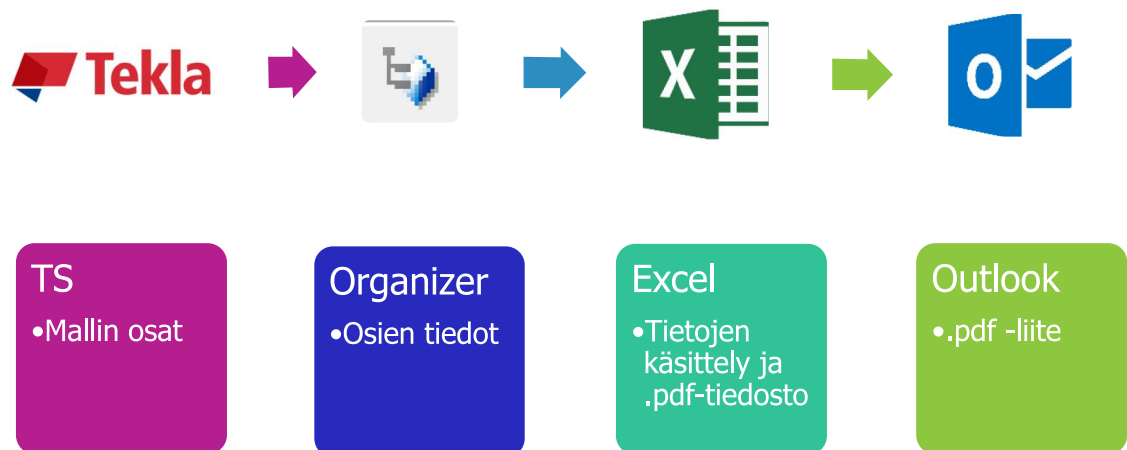 Tekla
X
O
TS
•Mallin osat
Organizer
•Osien tiedot
Excel
•Tietojen
käsittely ja
.pdf-tiedosto
Outlook
•.pdf -liite